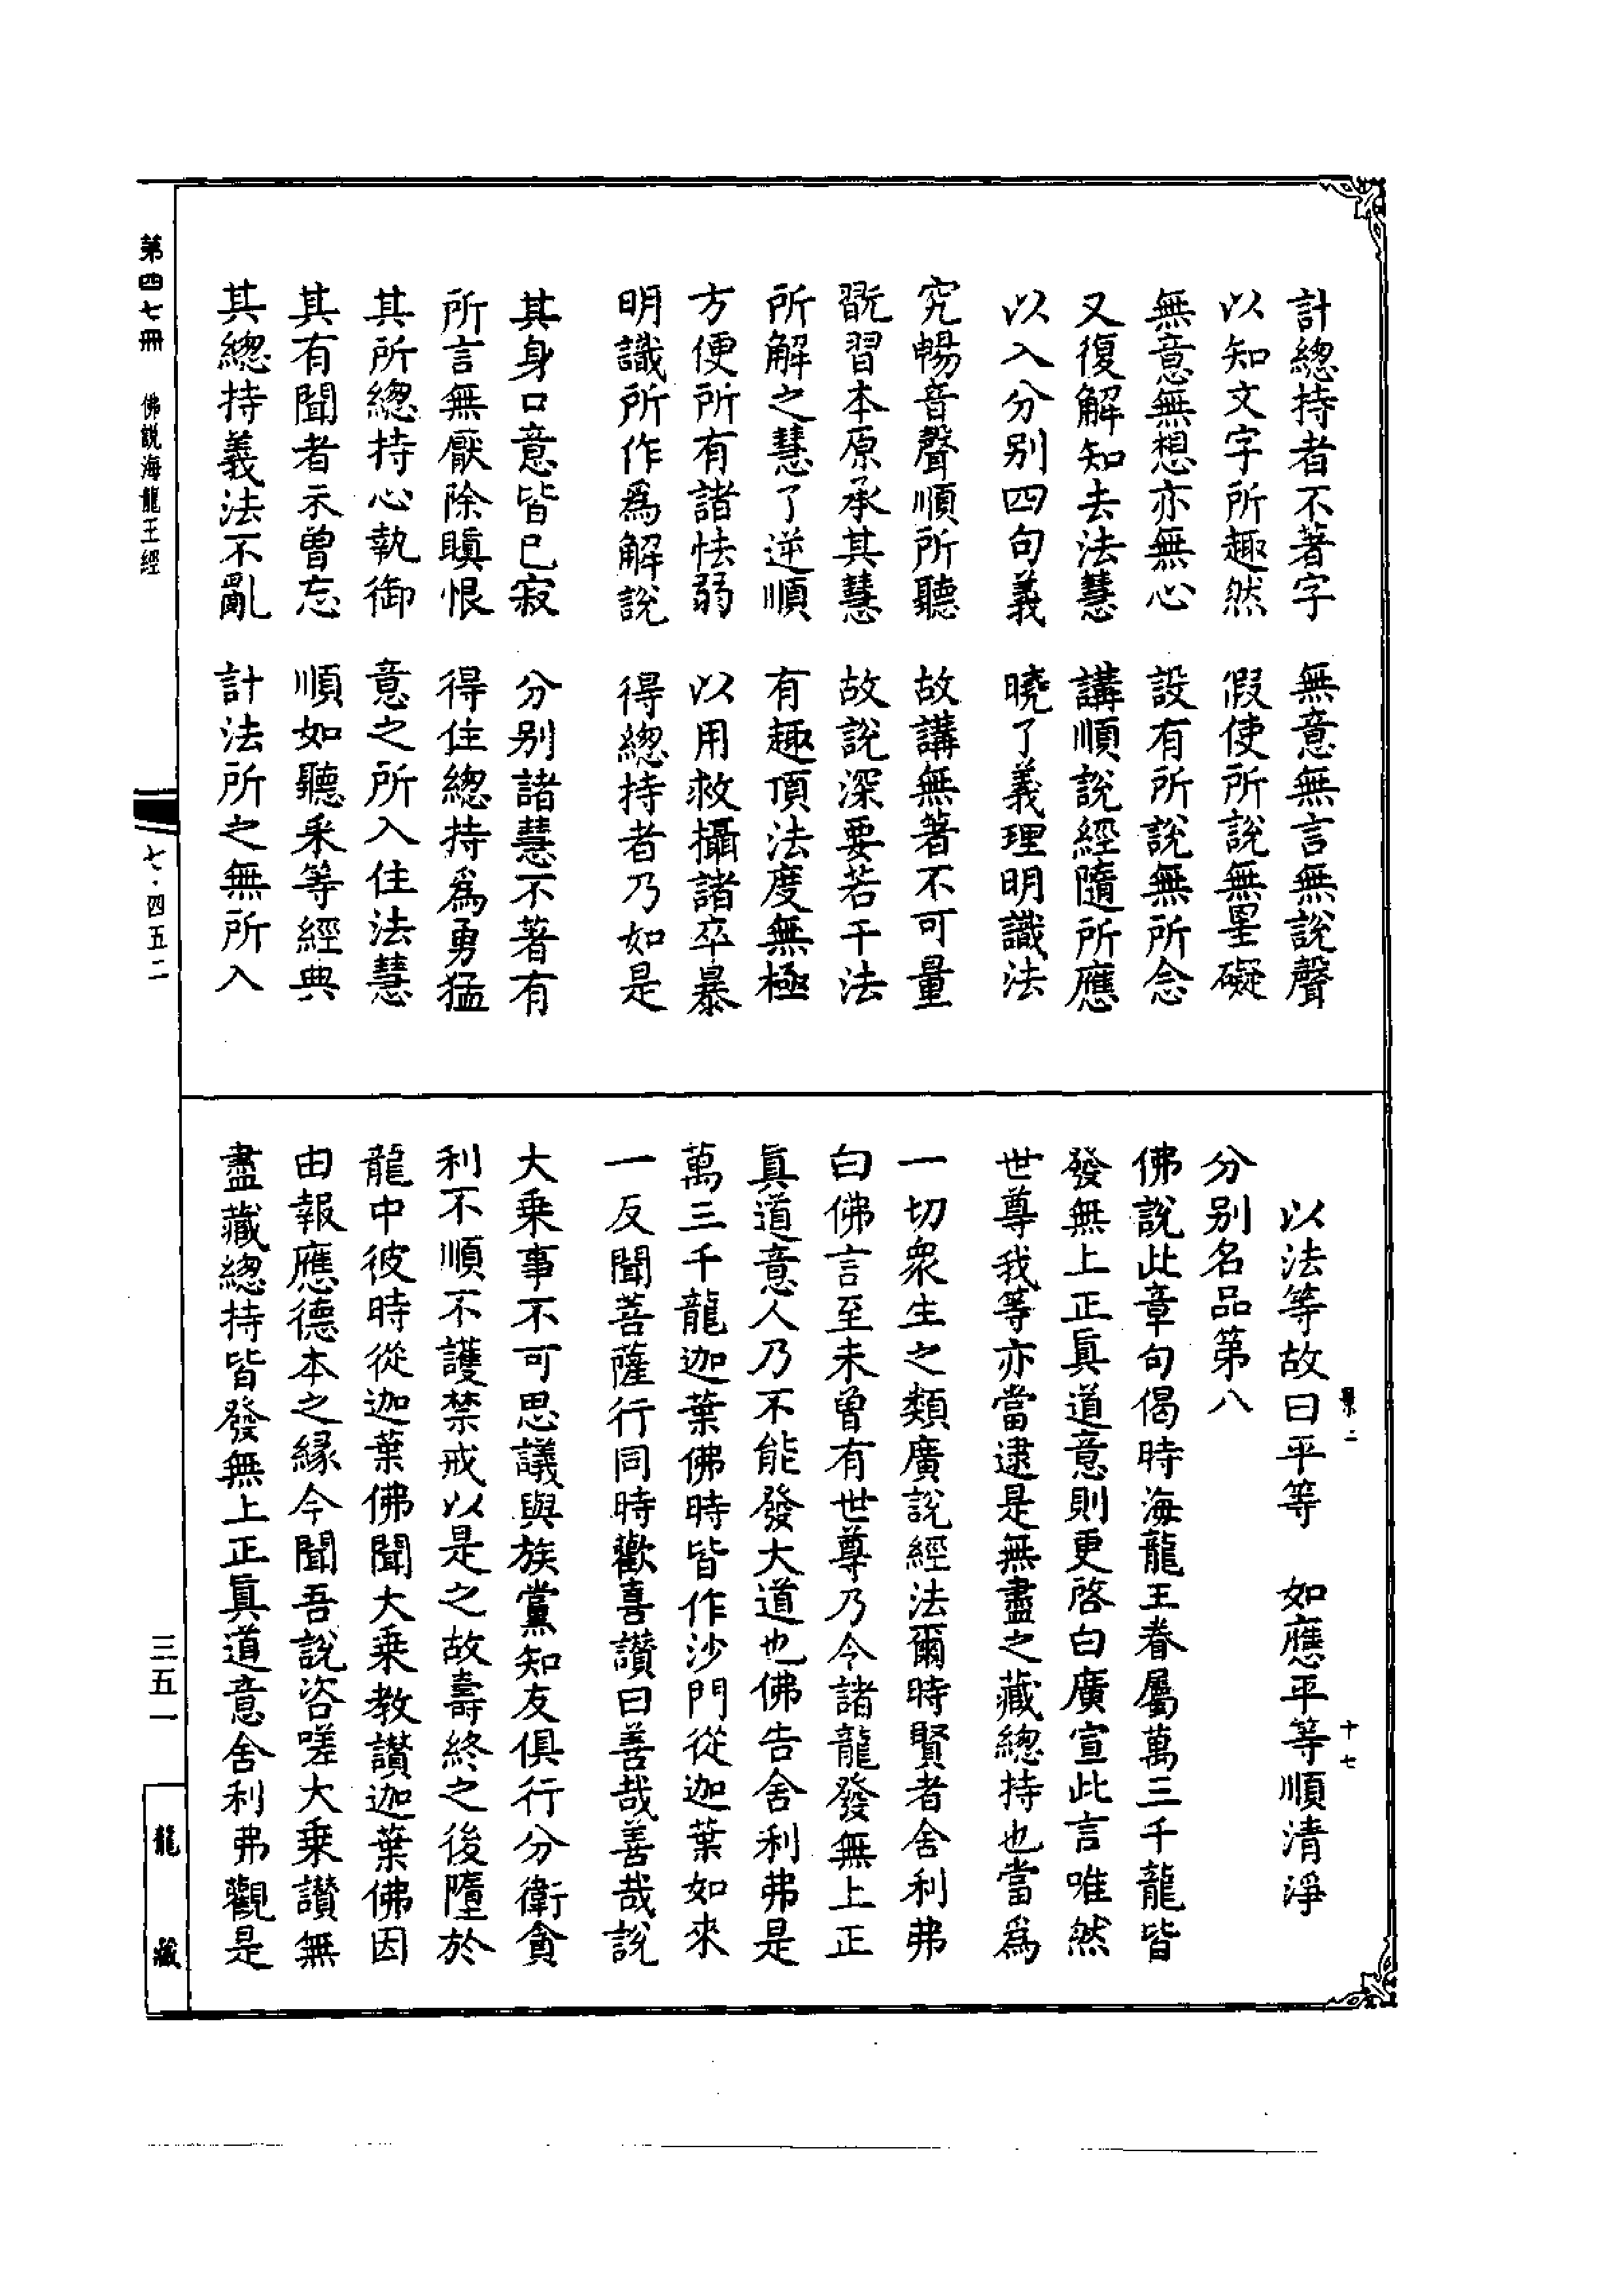 計總持者不著字　無意無言無說聲
以知文字所趣然　假使所說無罣礙
無意無想亦無心　設有所說無所念
又復解知去法慧　講順說經隨所應
以入分別四句義　曉了義理明識法
究暢音聲順所聽　故講無著不可量
翫習本原承其慧　故說深要若干法
所解之慧了逆順　有趣頂法度無極
方便所有諸怯弱　以用救攝諸卒暴
明識所作爲解說　得總持者乃如是
其身口意皆已寂　分別諸慧不著有
所言無厭除瞋恨　得住總持爲勇猛
其所總持心執御　意之所入住法慧
其有聞者未曾忘　順如聽釆等經典
其總持義法不亂　計法所之無所入
以法等故曰平等　如應平等順清淨
分別名品第八
佛說此章句偈時海龍王眷屬萬三千龍皆
發無上正眞道意則更啓白廣宣此言唯然
世尊我等亦當逮是無盡之藏總持也當爲
一切衆生之類廣說經法爾時賢者舍利弗
白佛言至未曾有世尊乃今諸龍發無上正
眞道意人乃不能發大道也佛告舍利弗是
萬三千龍迦葉佛時皆作沙門從迦葉如來
一反聞菩薩行同時歡喜讚曰善哉善哉說
大乘事不可思議與族黨知友俱行分衛貪
利不順不護禁戒以是之故壽終之後墮於
龍中彼時從迦葉佛聞大乘教讚迦葉佛因
由報應德本之緣今聞吾說咨嗟大乘讚無
盡藏總持皆發無上正眞道意舍利弗觀是
十七
第四七冊　佛說海龍王經
七·四五二
三五一
龍藏